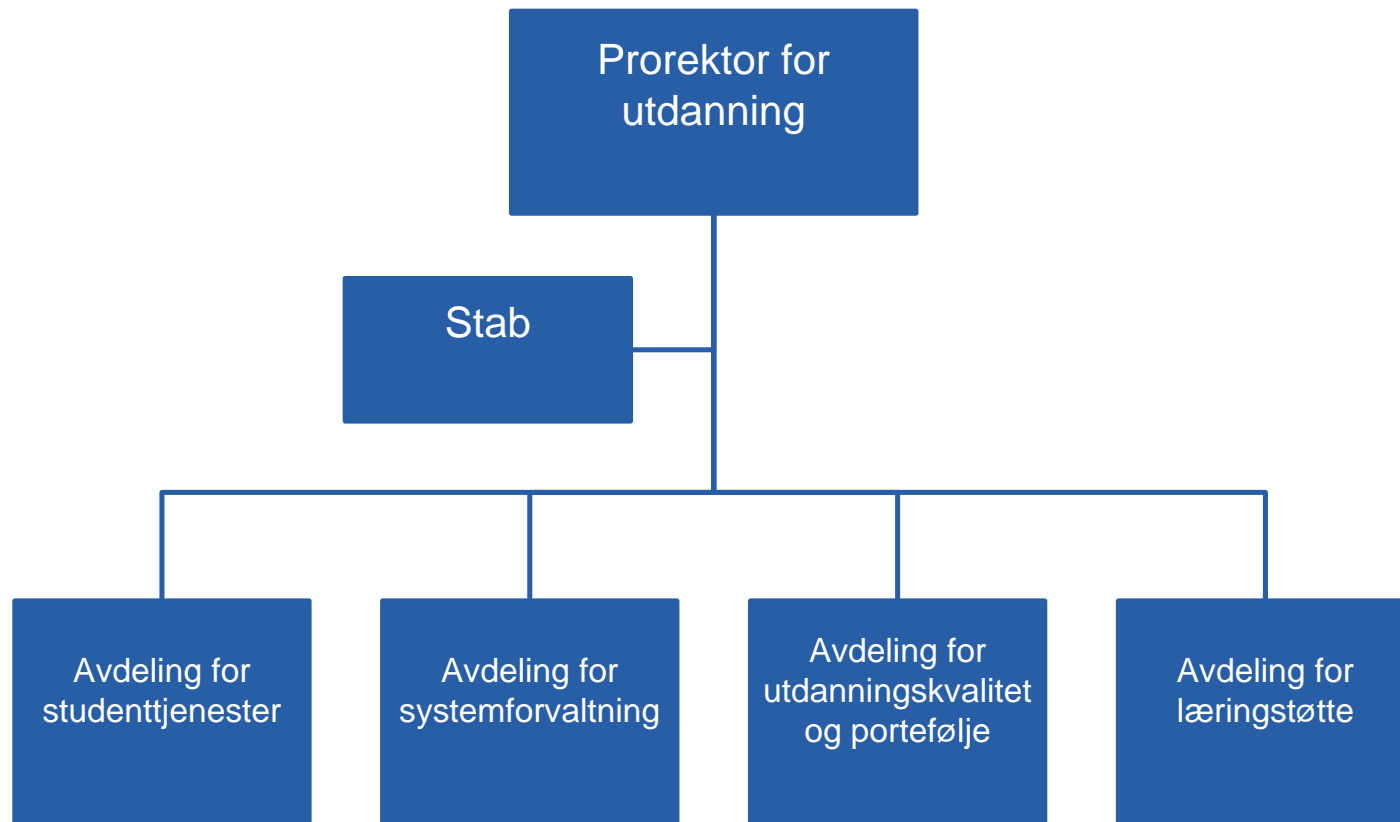 Prorektor for
utdanning
Stab
Avdeling for
studenttjenester
Avdeling for
systemforvaltning
Avdeling for
utdanningskvalitet
og portefølje
Avdeling for
læringstøtte